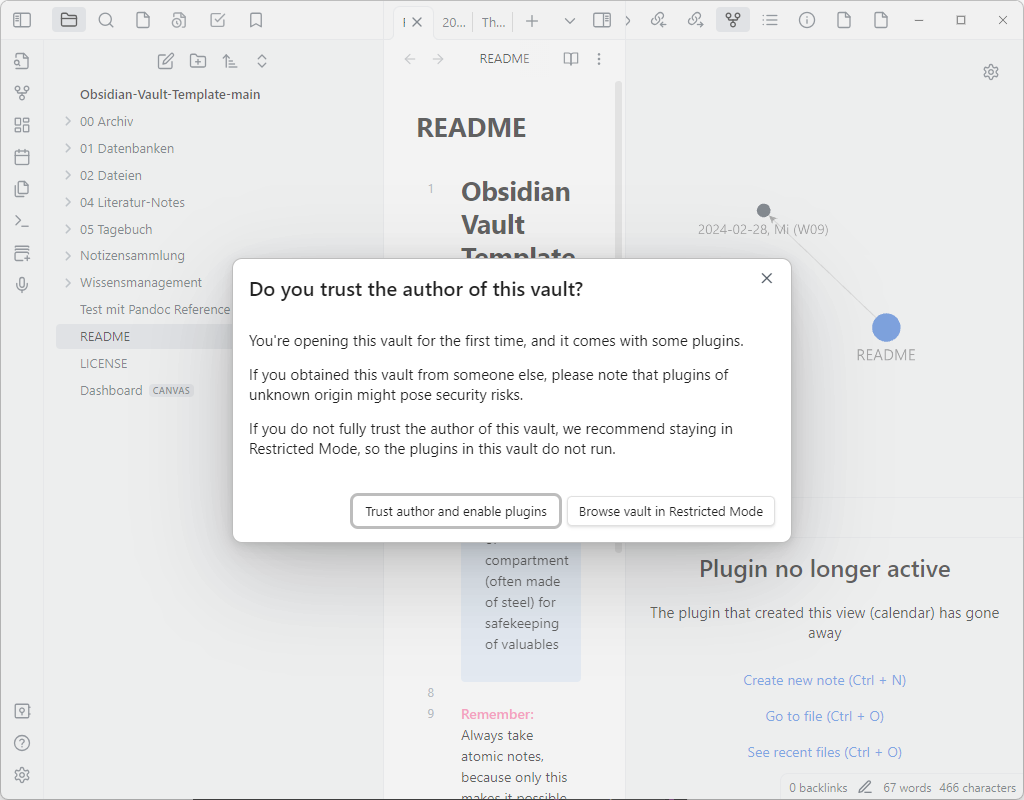 20...
Th...
README
Obsidian-Vault-Template-main
00 Archiv
01 Datenbanken
02 Dateien
04 Literatur-Notes
05 Tagebuch
Notizensammlung
Wissensmanagement
Test mit Pandoc Reference
README
LICENSE
Dashboard CANVAS
README
1
Obsidian
Vault
Template
2024-02-28, Mi (W09)
README
Do you trust the author of this vault?
You're opening this vault for the first time, and it comes with some plugins.
If you obtained this vault from someone else, please note that plugins of
unknown origin might pose security risks.
If you do not fully trust the author of this vault, we recommend staying in
Restricted Mode, so the plugins in this vault do not run.
Trust author and enable plugins
Browse vault in Restricted Mode
compartment
(often made
of steel) for
safekeeping
of valuables
8
9
Remember:
Always take
atomic notes,
because only this
makes it possible
Plugin no longer active
The plugin that created this view (calendar) has gone
away
Create new note (Ctrl + N)
Go to file (Ctrl + O)
See recent files (Ctrl + O)
0 backlinks
67 words
466 characters